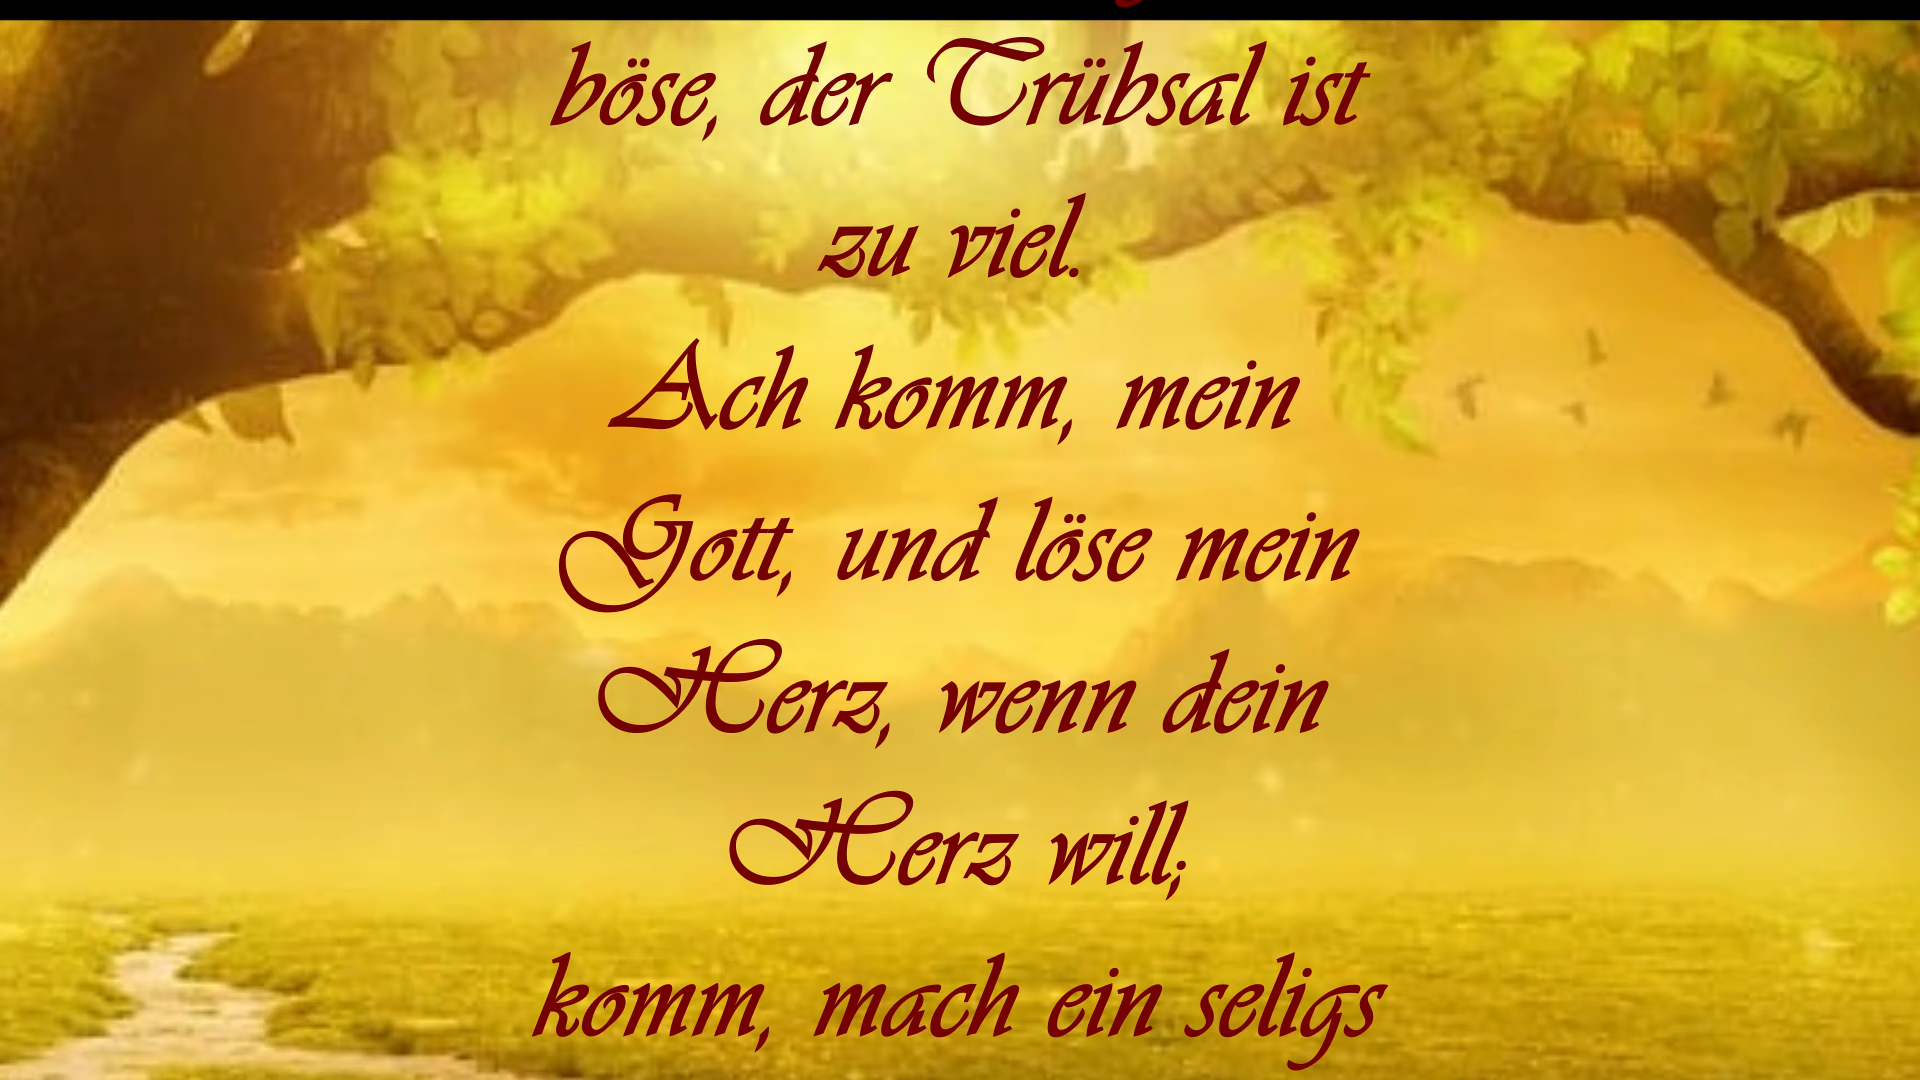 böse, der Trübsal ist
zu viel.
Ach komm, mein
Gott, und löse mein
Herz, wenn dein
Herz will;
komm, mach ein seligs